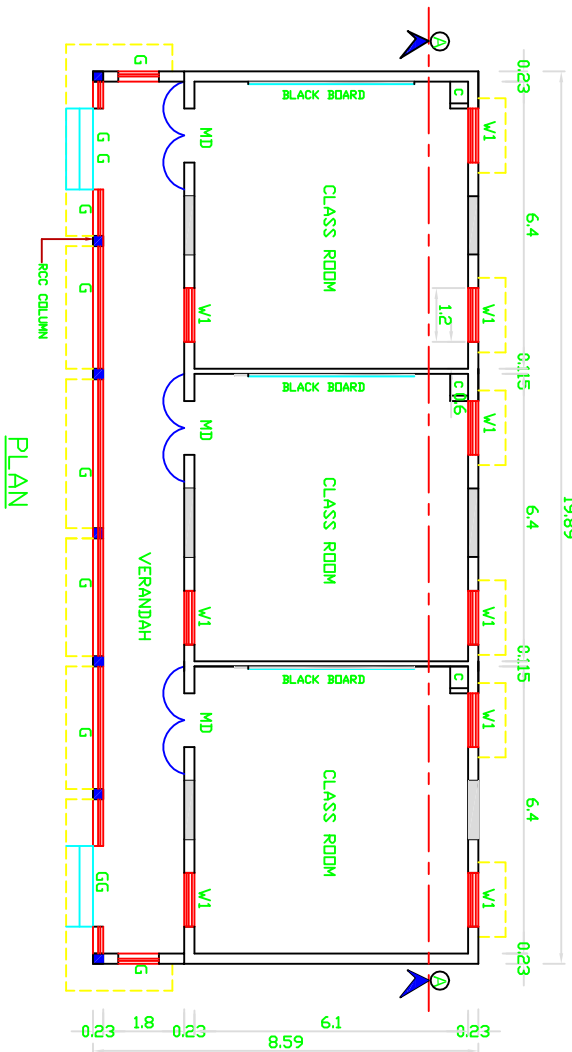 A
0.23
G
BLACK BOARD
C
W1
MD
G G
CLASS ROOM
6.4
G
RCC COLUMN
G
W1
1.2
W1
0.115
BLACK BOARD
C
0.6
W1
MD
PLAN
G
CLASS ROOM
6.4
19.89
VERANDAH
G
W1
W1
0.115
BLACK BOARD
C
W1
MD
G
CLASS ROOM
6.4
GG
W1
W1
0.23
G
A
0.23
1.8
0.23
6.1
0.23
8.59